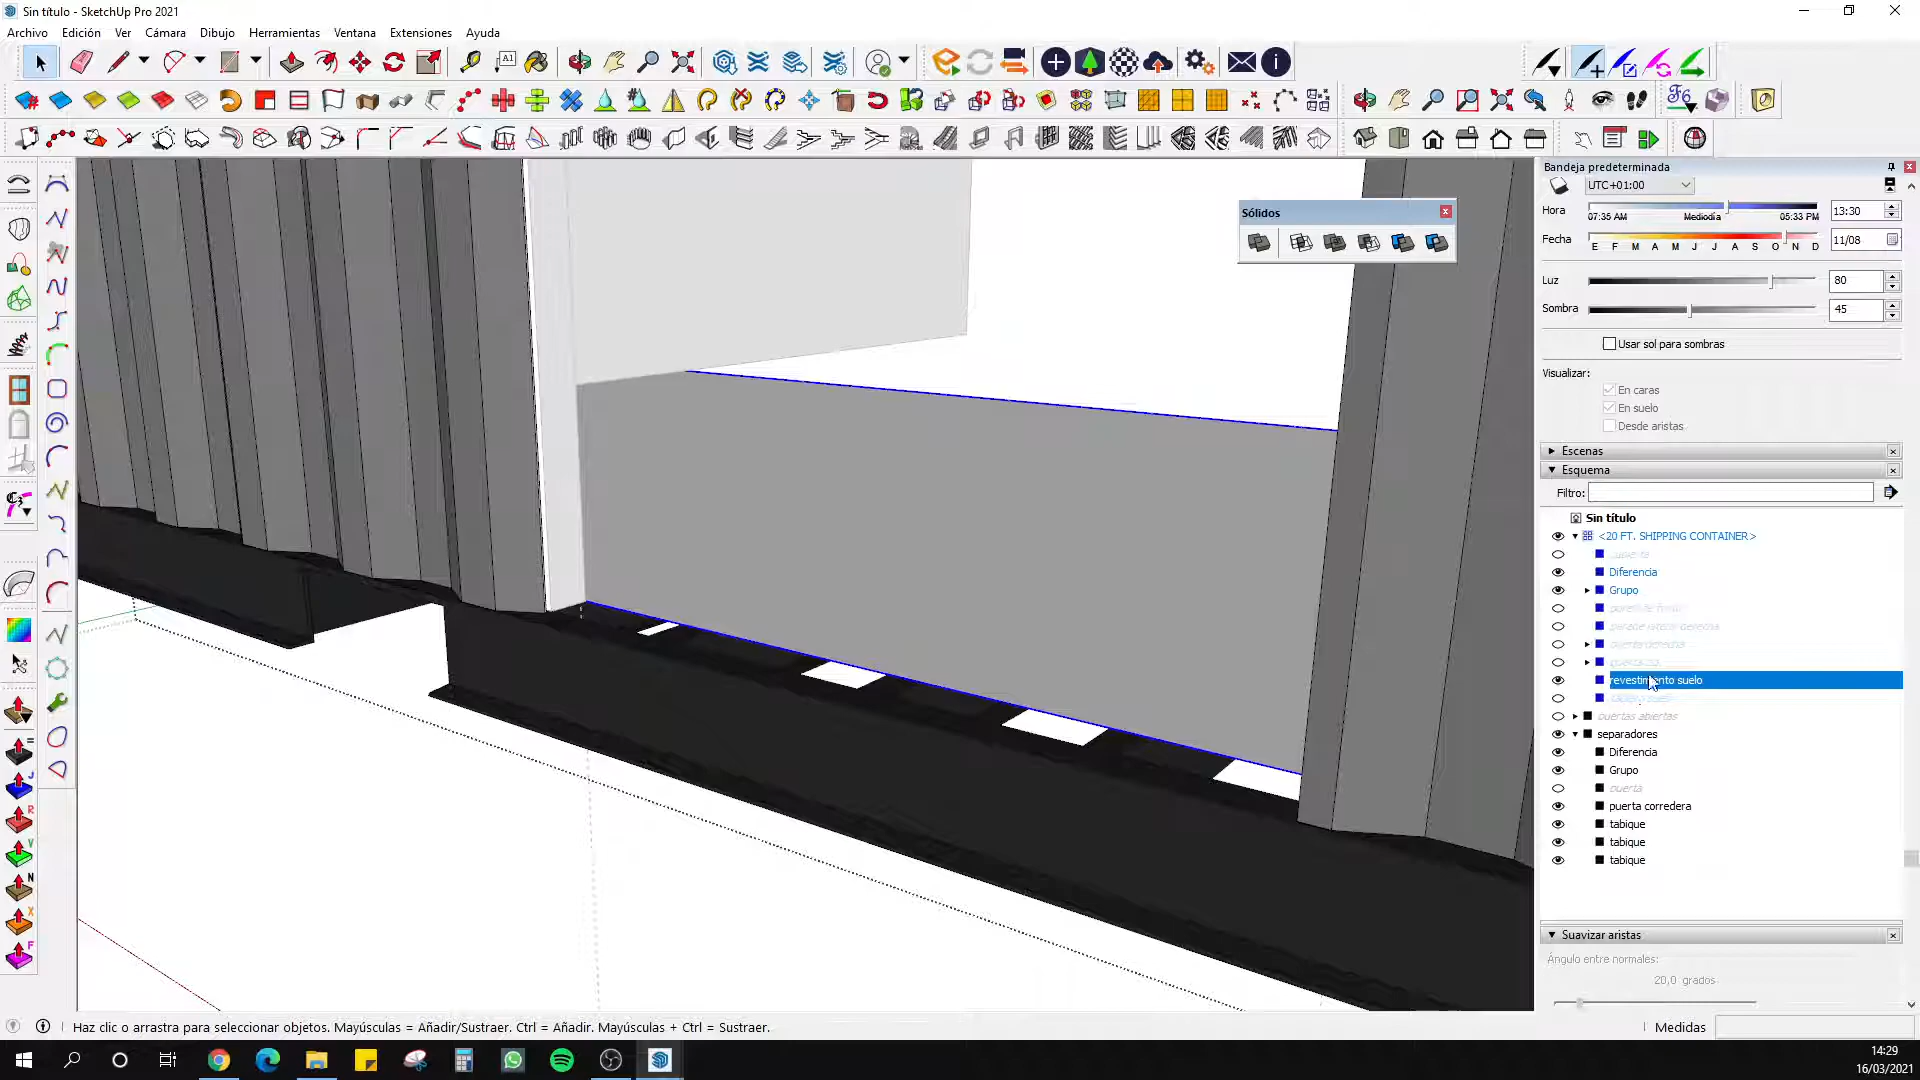 Sin título - SketchUp Pro 2021
Archivo Edición Ver Cámara Dibujo Herramientas Ventana Extensiones Ayuda
Sólidos
Bandeja predeterminada
UTC+01:00
Hora 07:35 AM Mediodía 05:33 PM 13:30
Fecha E F M A M J J A S O N D 11/08
Luz 80
Sombra 45
Usar sol para sombras
Visualizar:
En caras
En suelo
Desde aristas
Escenas
Esquema
Filtro:
Sin título
<20 FT. SHIPPING CONTAINER>
Diferencia
Grupo
revestimento suelo
puertas abiertas
separadores
Diferencia
Grupo
puerta
puerta corredera
tabique
tabique
tabique
Suavizar aristas
Ángulo entre normales:
20,0 grados
Haz clic o arrastra para seleccionar objetos. Mayúsculas = Añadir/Sustraer. Ctrl = Añadir. Mayúsculas + Ctrl = Sustraer.
Medidas
14:29
16/03/2021